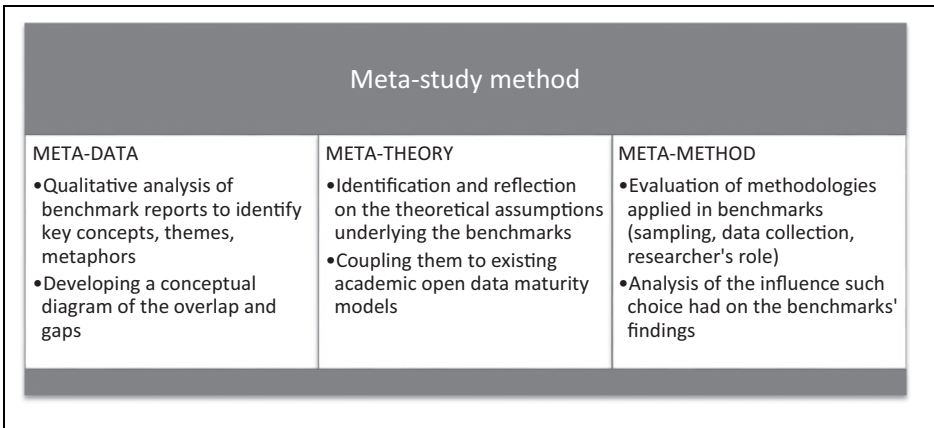 Meta-study method
META-DATA
•Qualitative analysis of
benchmark reports to identify
key concepts, themes,
metaphors
•Developing a conceptual
diagram of the overlap and
gaps
META-THEORY
•Identification and reflection
on the theoretical assumptions
underlying the benchmarks
•Coupling them to existing
academic open data maturity
models
META-METHOD
•Evaluation of methodologies
applied in benchmarks
(sampling, data collection,
researcher's role)
•Analysis of the influence such
choice had on the benchmarks'
findings